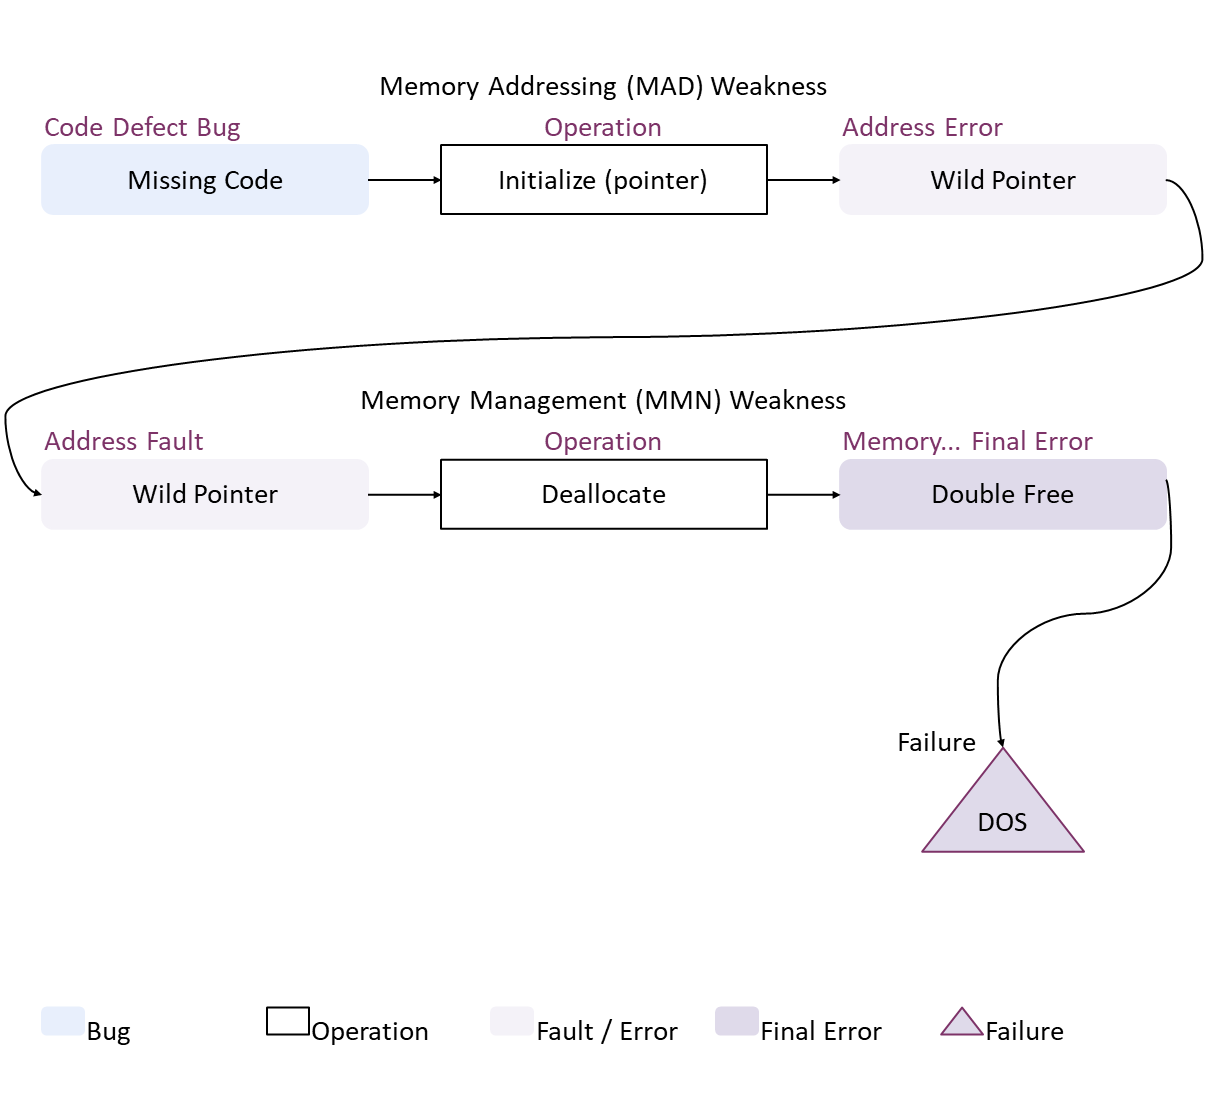 Memory Addressing (MAD) Weakness
Code Defect Bug Operation Address Error
Missing Code Initialize (pointer) Wild Pointer
Memory Management (MMN) Weakness
Address Fault Operation Memory... Final Error
Wild Pointer Deallocate Double Free
Failure
DOS
Bug Operation Fault / Error Final Error Failure